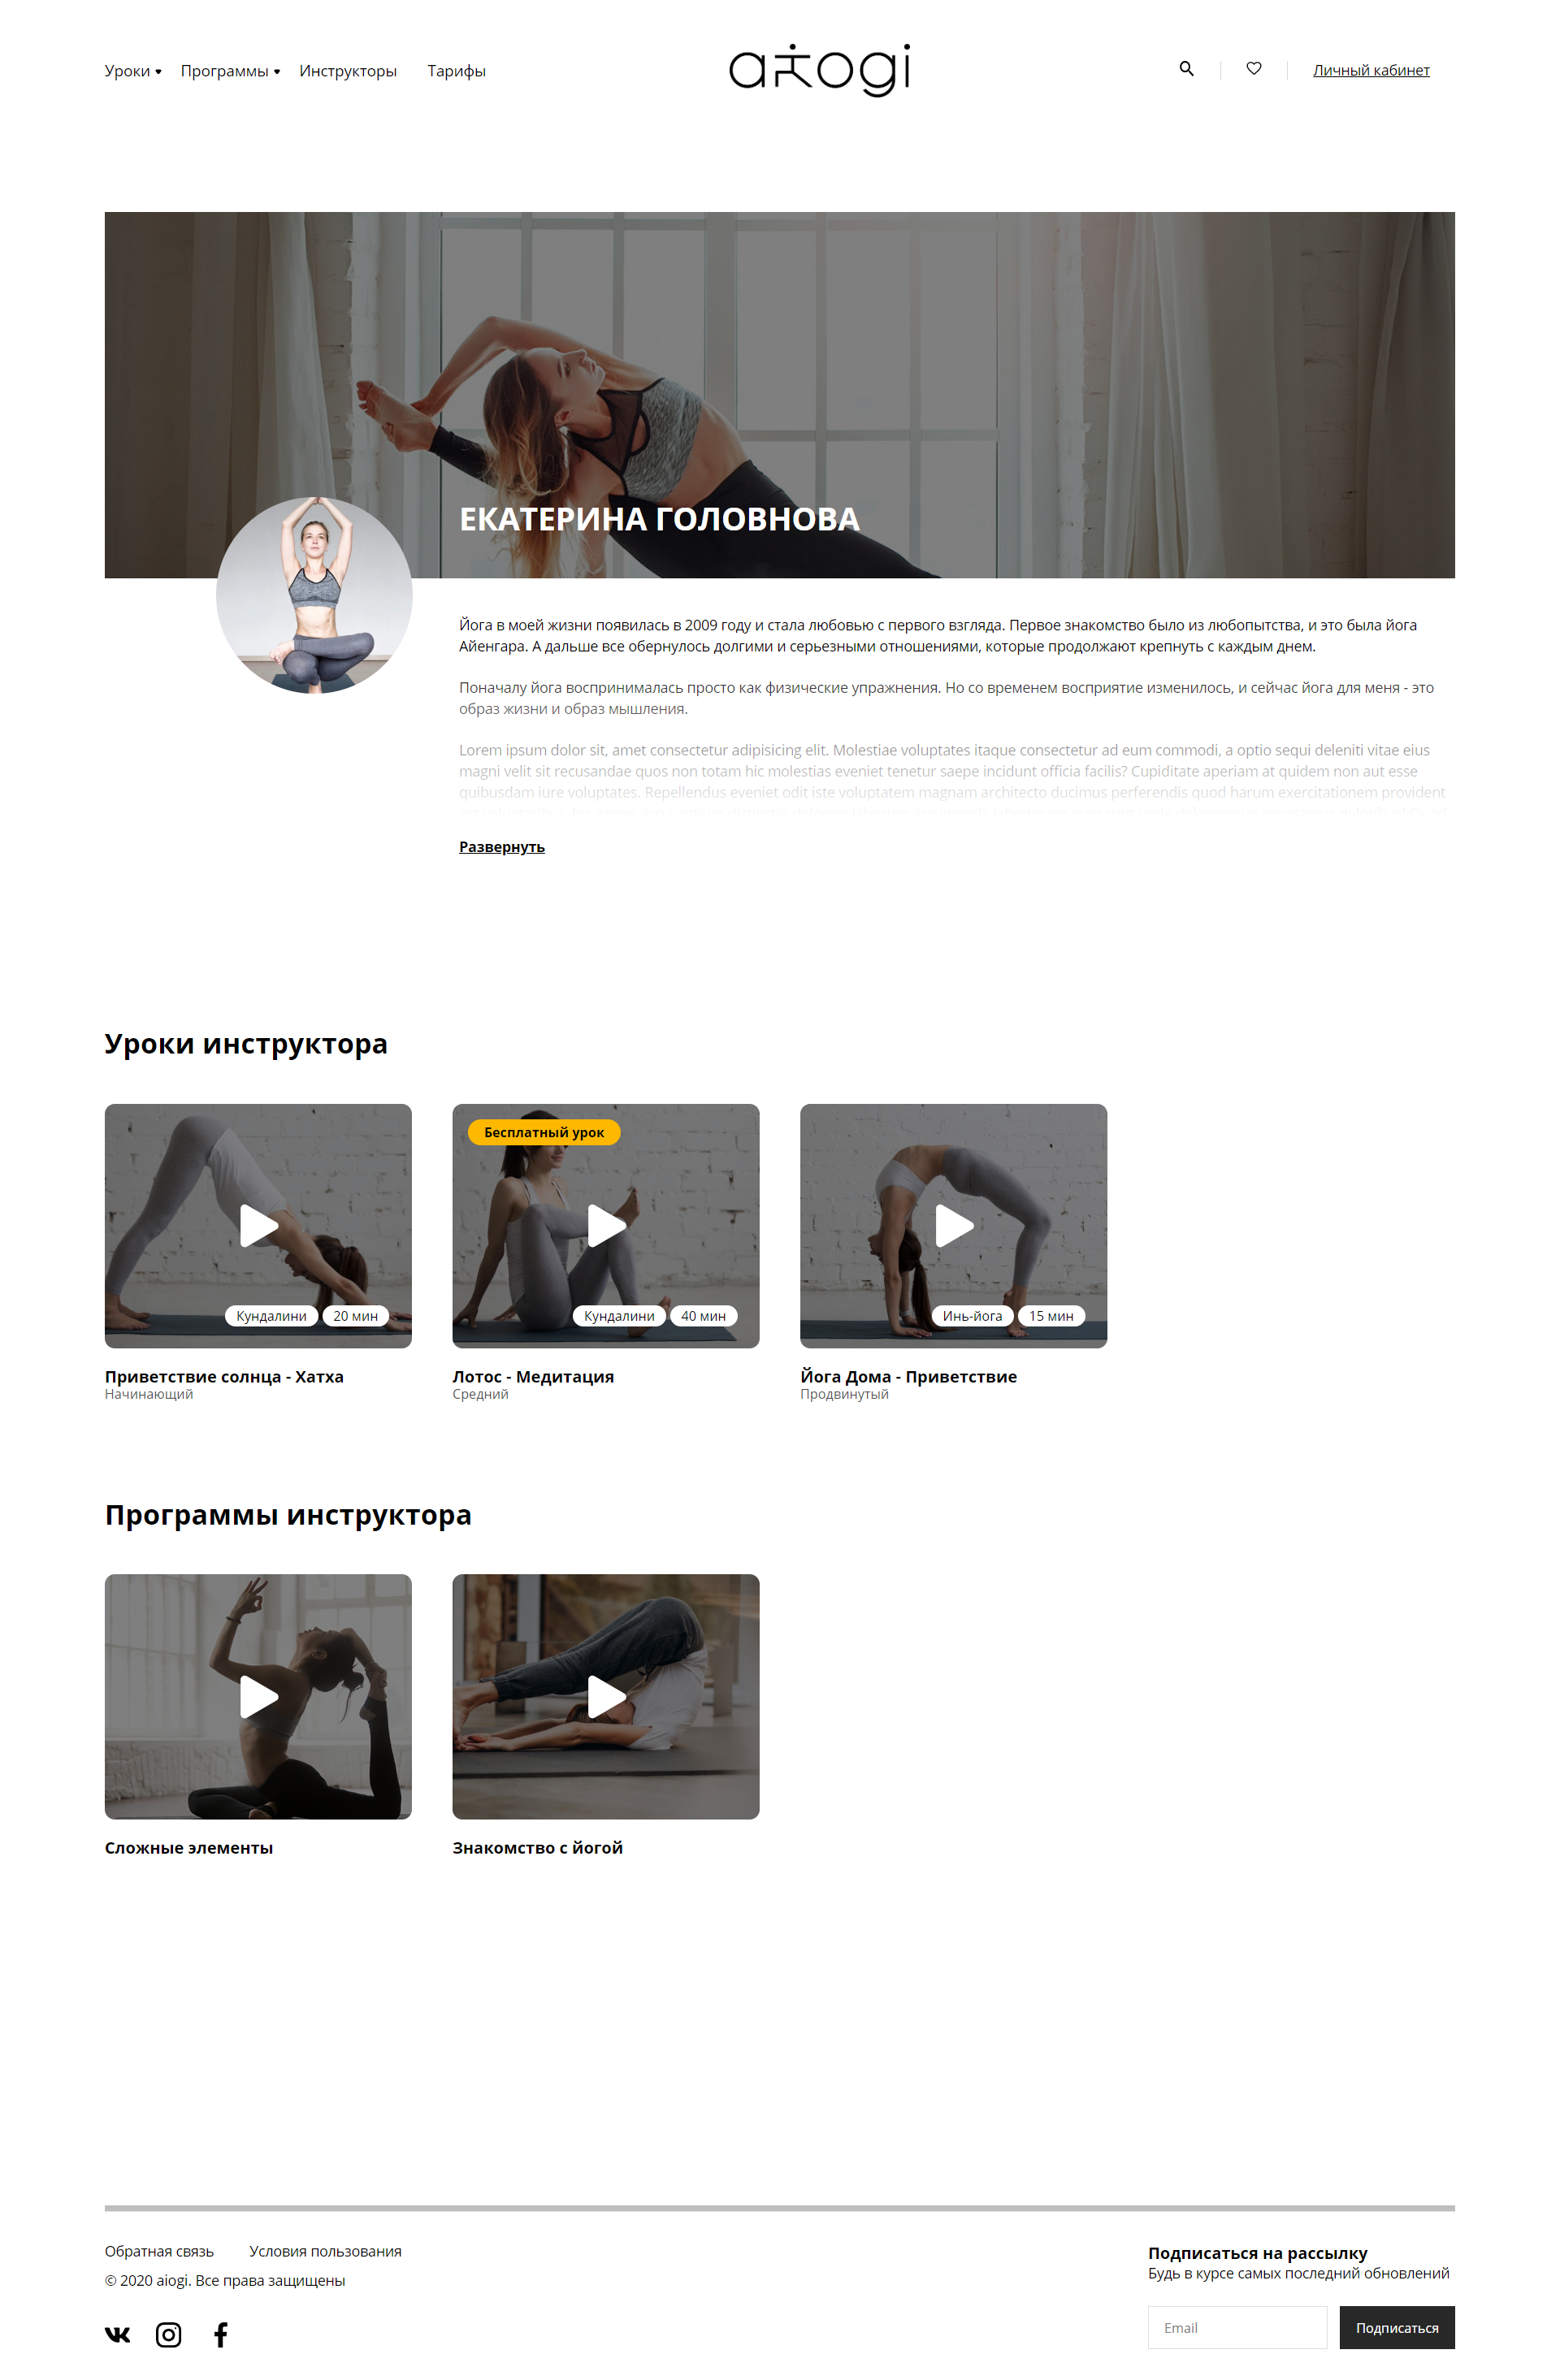 Уроки Программы Инструкторы Тарифы
aiogi
Личный кабинет
ЕКАТЕРИНА ГОЛОВНОВА
Йога в моей жизни появилась в 2009 году и стала любовью с первого взгляда. Первое знакомство было из любопытства, и это была йога
Айенгара. А дальше все обернулось долгими и серьезными отношениями, которые продолжают крепнуть с каждым днем.
Поначалу йога воспринималась просто как физические упражнения. Но со временем восприятие изменилось, и сейчас йога для меня - это
образ жизни и образ мышления.
Lorem ipsum dolor sit, amet consectetur adipisicing elit. Molestiae voluptates itaque consectetur ad eum commodi, a optio sequi deleniti vitae eius
magni velit sit recusandae quos non totam hic molestias eveniet tenetur saepe incidunt officia facilis? Cupiditate aperiam at quidem non aut esse
quibusdam iure voluptates. Repellendus eveniet odit iste voluptatem magnam architecto ducimus perferendis quod harum exercitationem provident
Развернуть
Уроки инструктора
Бесплатный урок
Кундалини 20 мин
Кундалини 40 мин
Инь-йога 15 мин
Приветствие солнца - Хатха
Начинающий
Лотос - Медитация
Средний
Йога Дома - Приветствие
Продвинутый
Программы инструктора
Сложные элементы
Знакомство с йогой
Обратная связь Условия пользования
© 2020 aiogi. Все права защищены
Подписаться на рассылку
Будь в курсе самых последний обновлений
Email
Подписаться